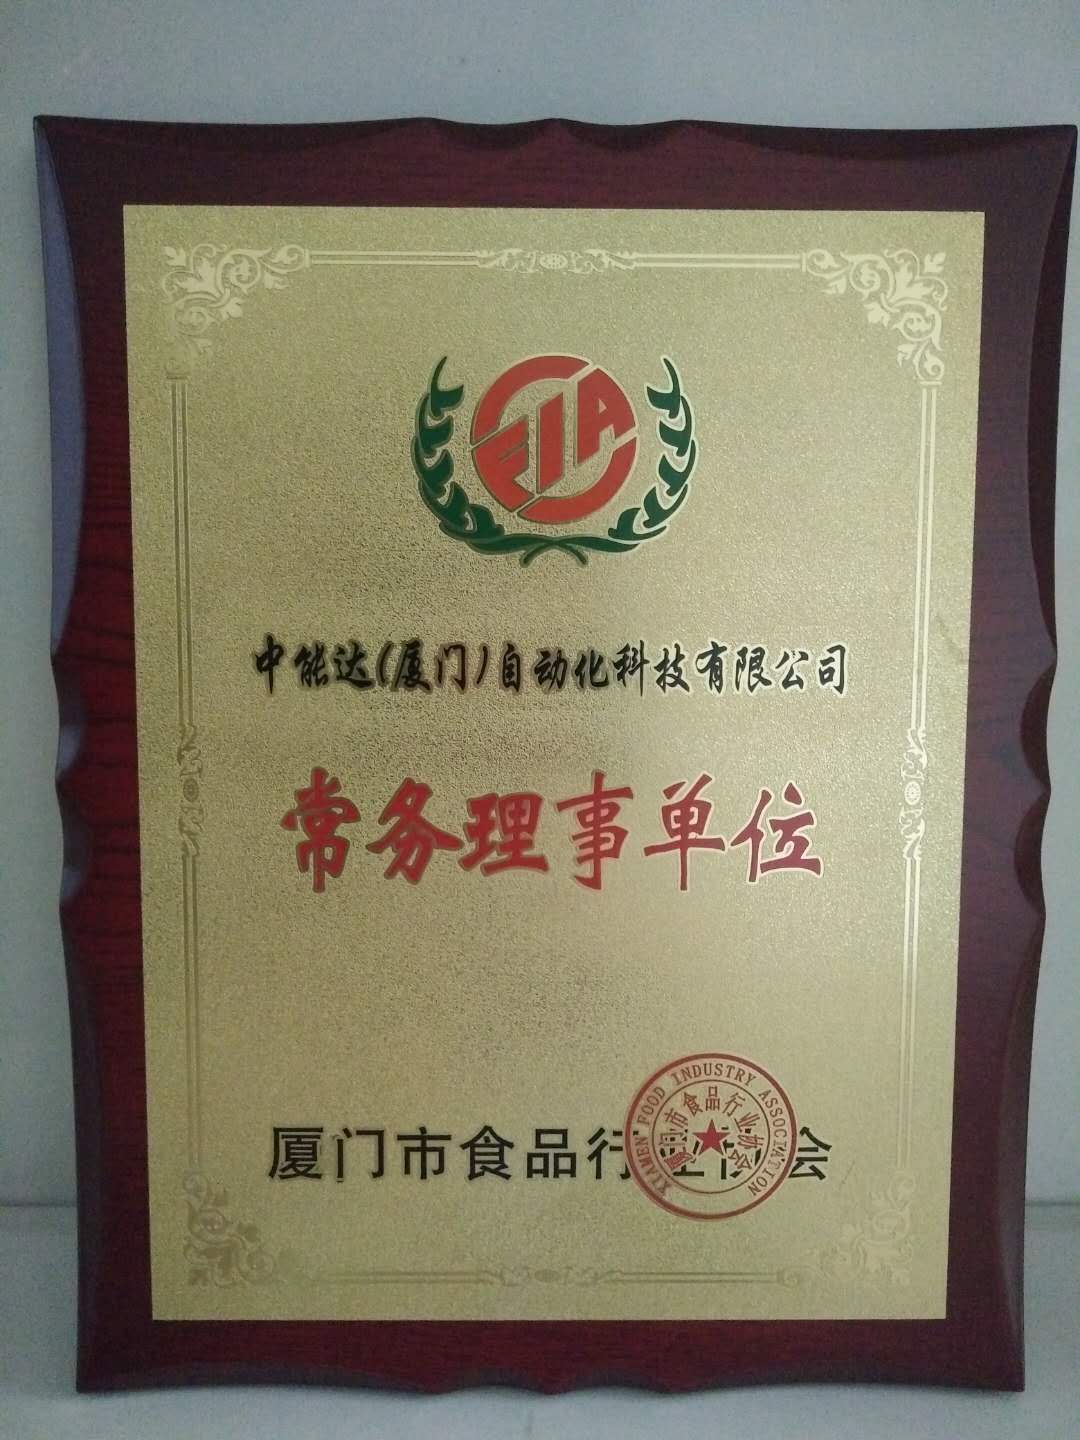 FIA
中能达(厦门)自动化科技有限公司
常务理事单位
厦门市食品行业协会
XIAMEN FOOD INDUSTRY ASSOCIATION
厦门市食品行业协会